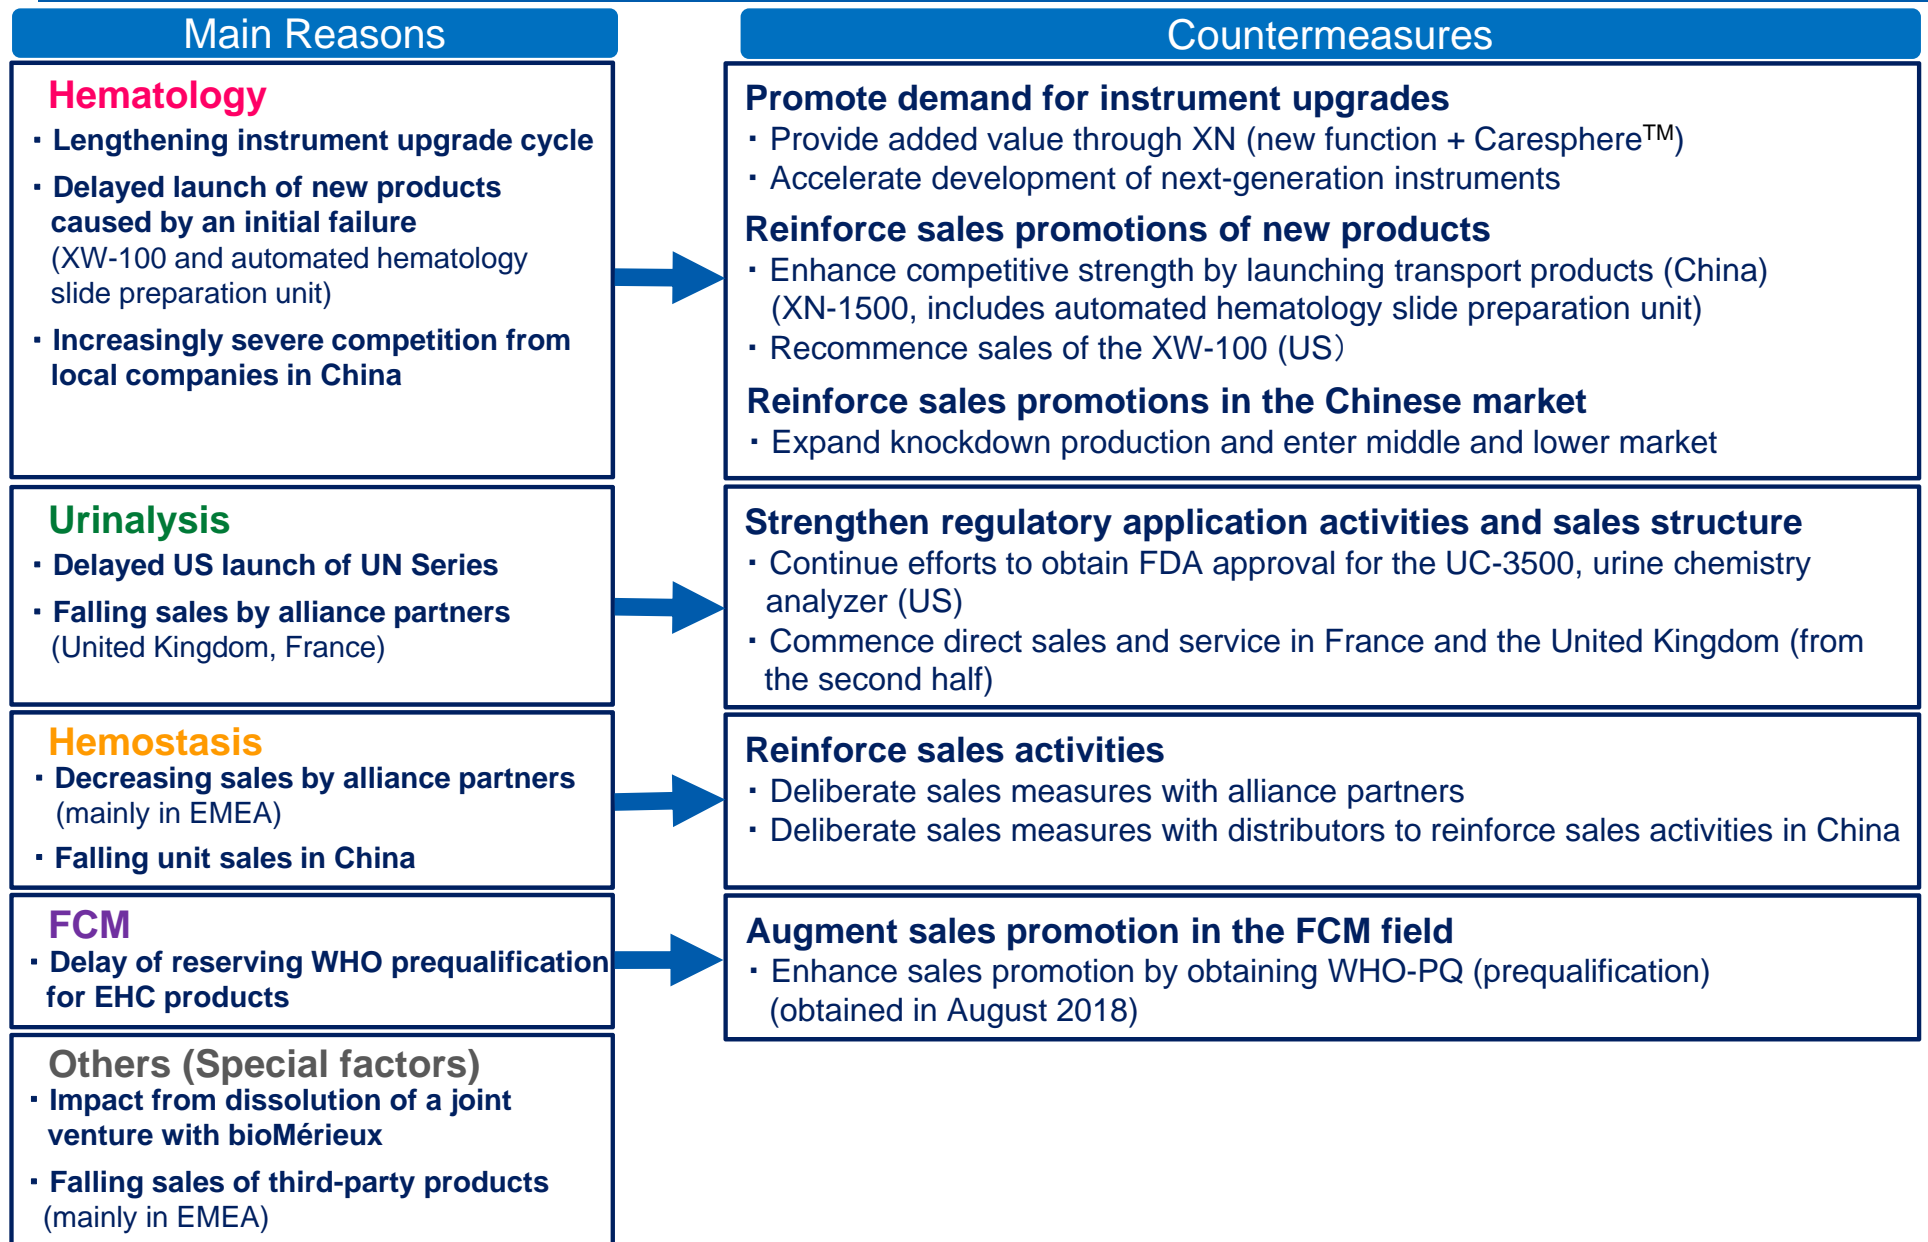 Main Reasons
Countermeasures
Hematology
・Lengthening instrument upgrade cycle
・Delayed launch of new products
caused by an initial failure
(XW-100 and automated hematology
slide preparation unit)
・Increasingly severe competition from
local companies in China
Promote demand for instrument upgrades
・Provide added value through XN (new function + Caresphere™)
・Accelerate development of next-generation instruments
Reinforce sales promotions of new products
・Enhance competitive strength by launching transport products (China)
(XN-1500, includes automated hematology slide preparation unit)
・Recommence sales of the XW-100 (US）
Reinforce sales promotions in the Chinese market
・Expand knockdown production and enter middle and lower market
Urinalysis
・Delayed US launch of UN Series
・Falling sales by alliance partners
(United Kingdom, France)
Strengthen regulatory application activities and sales structure
・Continue efforts to obtain FDA approval for the UC-3500, urine chemistry
analyzer (US)
・Commence direct sales and service in France and the United Kingdom (from
the second half)
Hemostasis
・Decreasing sales by alliance partners
(mainly in EMEA)
・Falling unit sales in China
Reinforce sales activities
・Deliberate sales measures with alliance partners
・Deliberate sales measures with distributors to reinforce sales activities in China
FCM
・Delay of reserving WHO prequalification
for EHC products
Augment sales promotion in the FCM field
・Enhance sales promotion by obtaining WHO-PQ (prequalification)
(obtained in August 2018)
Others (Special factors)
・Impact from dissolution of a joint
venture with bioMérieux
・Falling sales of third-party products
(mainly in EMEA)